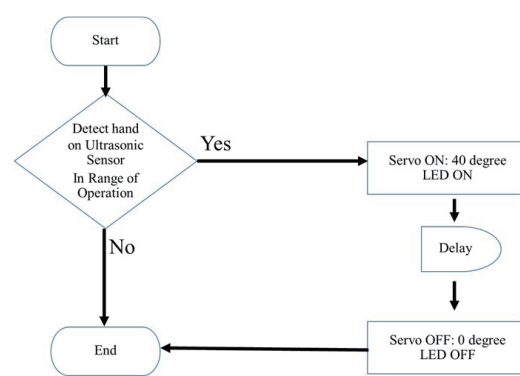 Start
Detect hand
on Ultrasonic
Sensor
In Range of
Operation
Yes
Servo ON: 40 degree
LED ON
Delay
No
Servo OFF: 0 degree
LED OFF
End